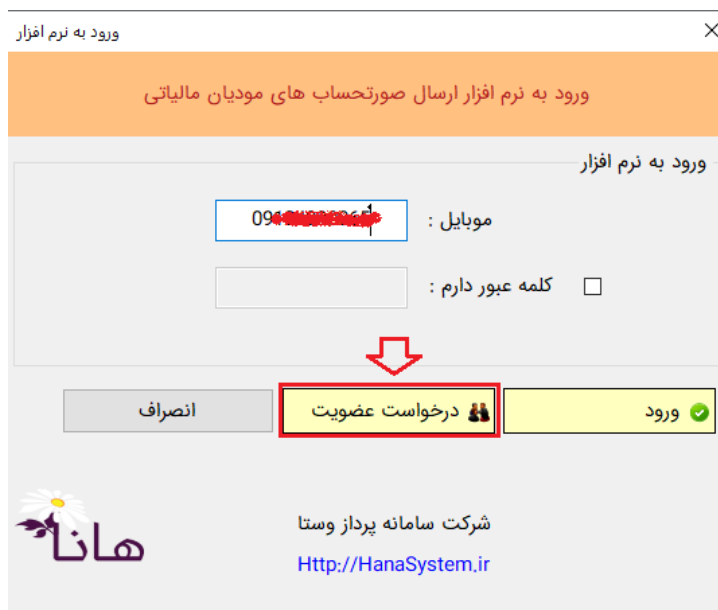 ورود به نرم افزار
ورود به نرم افزار ارسال صورتحساب های مودیان مالیاتی
ورود به نرم افزار
موبایل :
کلمه عبور دارم :
ورود
درخواست عضویت
انصراف
شرکت سامانه پرداز وستا
Http://HanaSystem.ir
هانا